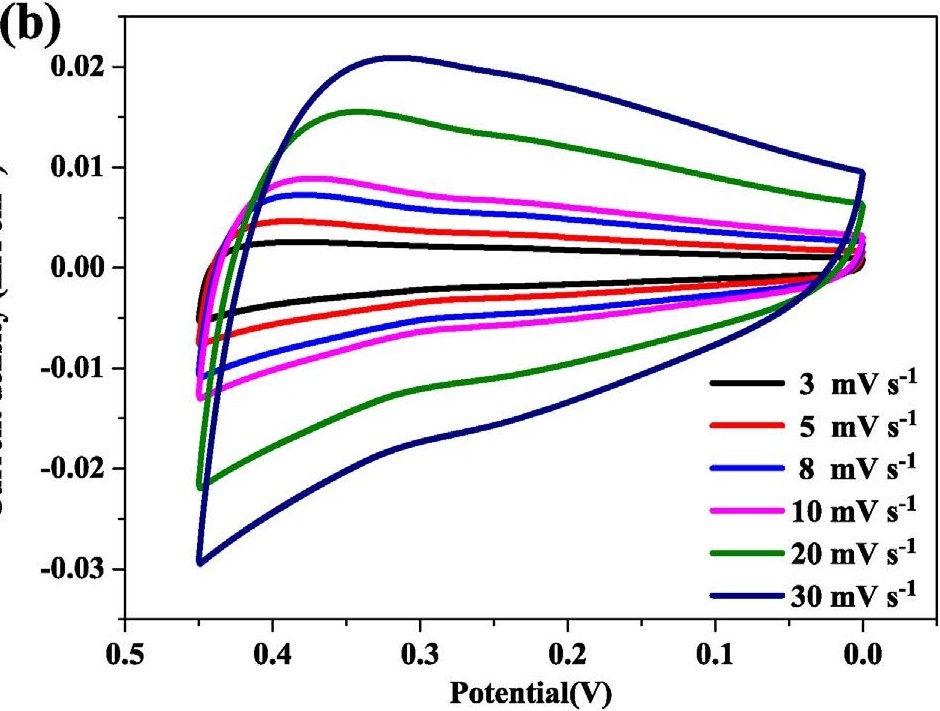 (b)
0.02
0.01
0.00
-0.01
-0.02
-0.03
3 mV s⁻¹
5 mV s⁻¹
8 mV s⁻¹
10 mV s⁻¹
20 mV s⁻¹
30 mV s⁻¹
0.5 0.4 0.3 0.2 0.1 0.0
Potential(V)